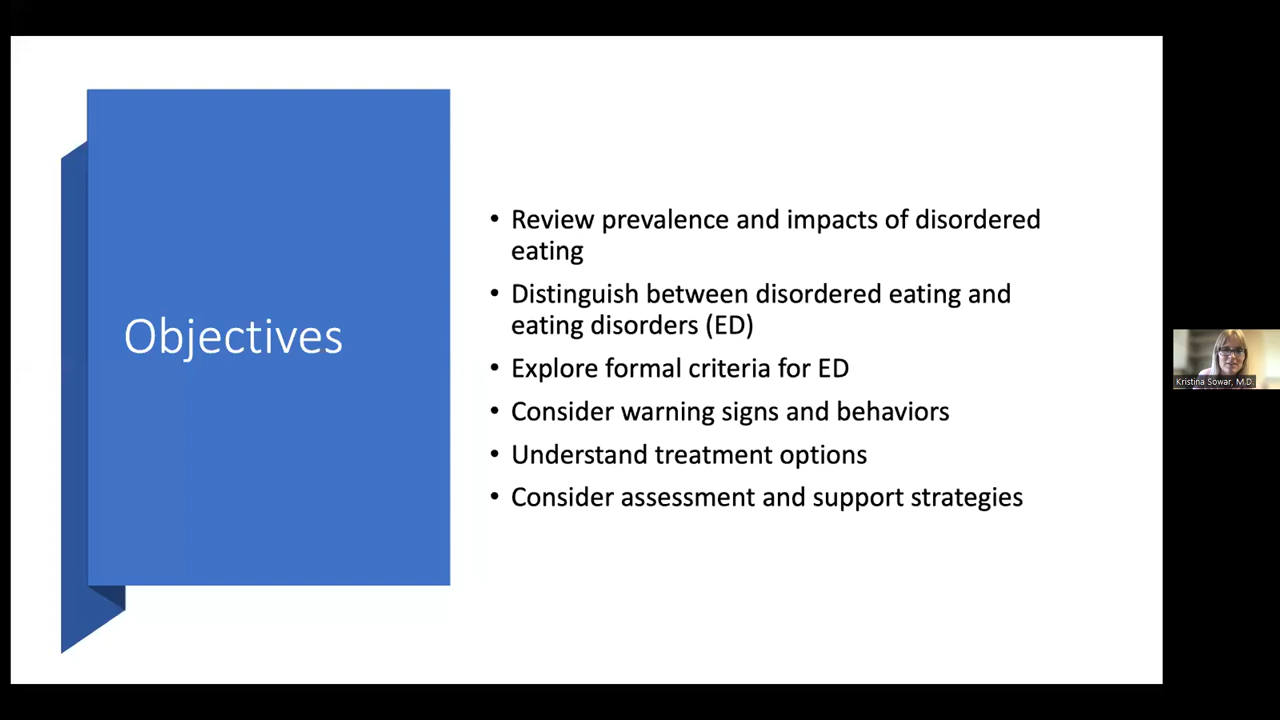 Objectives
• Review prevalence and impacts of disordered
eating
• Distinguish between disordered eating and
eating disorders (ED)
• Explore formal criteria for ED
• Consider warning signs and behaviors
• Understand treatment options
• Consider assessment and support strategies
Kristina Sowar, M.D.